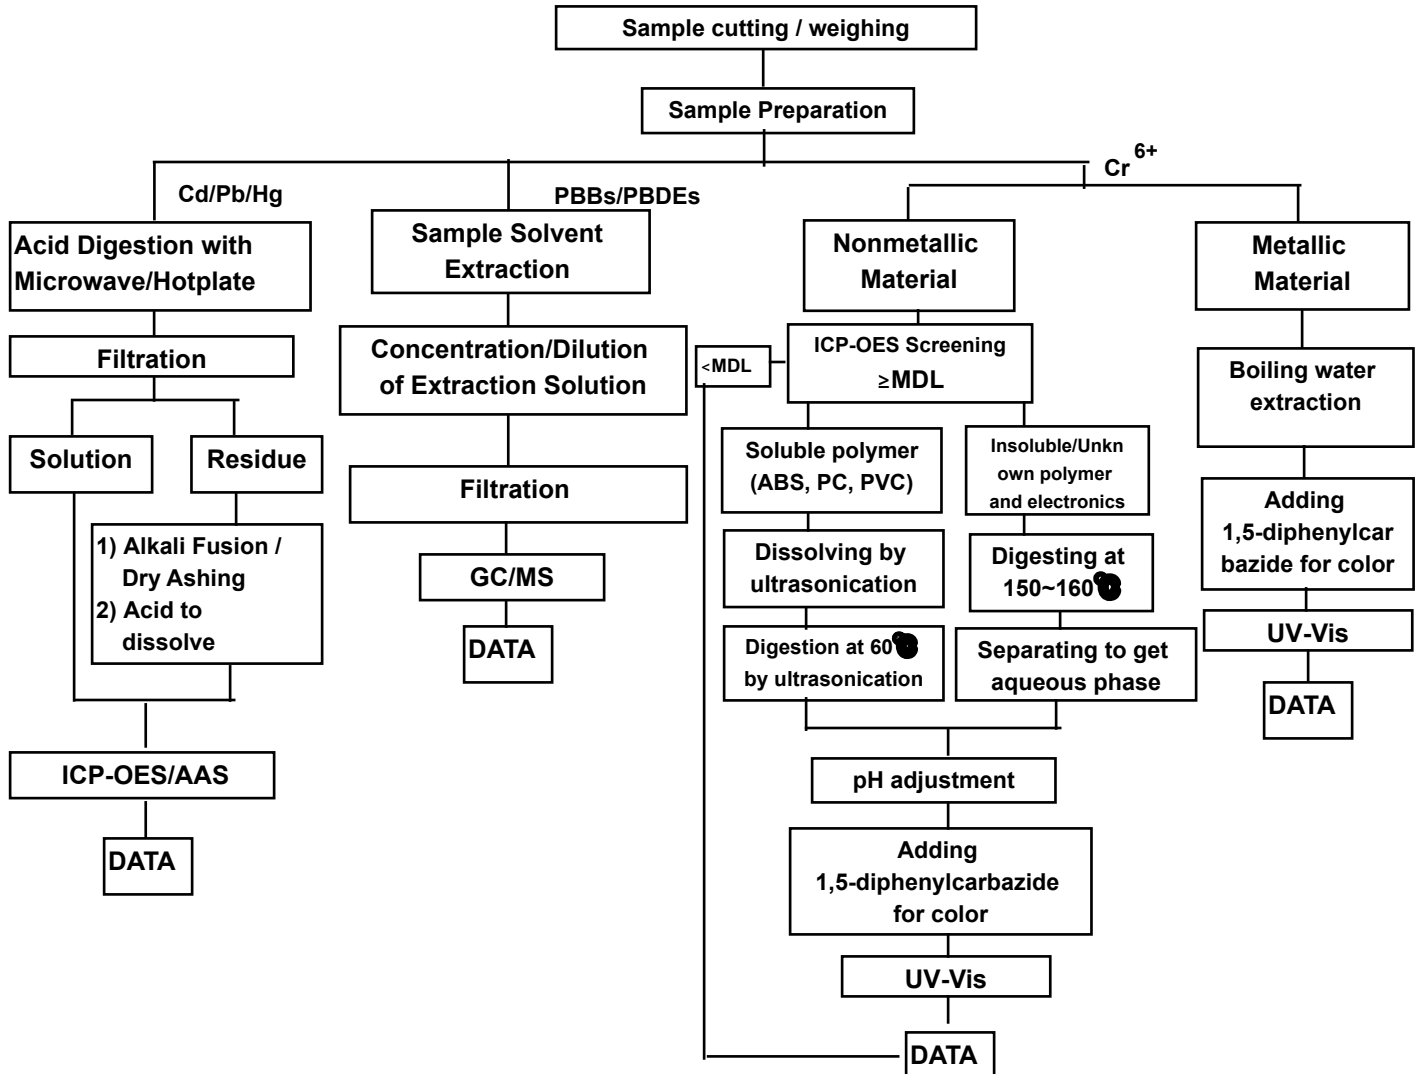 Sample cutting / weighing
Sample Preparation
Cr 6+
Cd/Pb/Hg
PBBs/PBDEs
Acid Digestion with
Microwave/Hotplate
Filtration
Solution
Residue
1) Alkali Fusion /
Dry Ashing
2) Acid to
dissolve
ICP-OES/AAS
DATA
Sample Solvent
Extraction
Concentration/Dilution
of Extraction Solution
Filtration
GC/MS
DATA
Nonmetallic
Material
<MDL
ICP-OES Screening
≥MDL
Soluble polymer
(ABS, PC, PVC)
Dissolving by
ultrasonication
Digestion at 60
by ultrasonication
Insoluble/Unkn
own polymer
and electronics
Digesting at
150~160
Separating to get
aqueous phase
pH adjustment
Adding
1,5-diphenylcarbazide
for color
UV-Vis
DATA
Metallic
Material
Boiling water
extraction
Adding
1,5-diphenylcar
bazide for color
UV-Vis
DATA